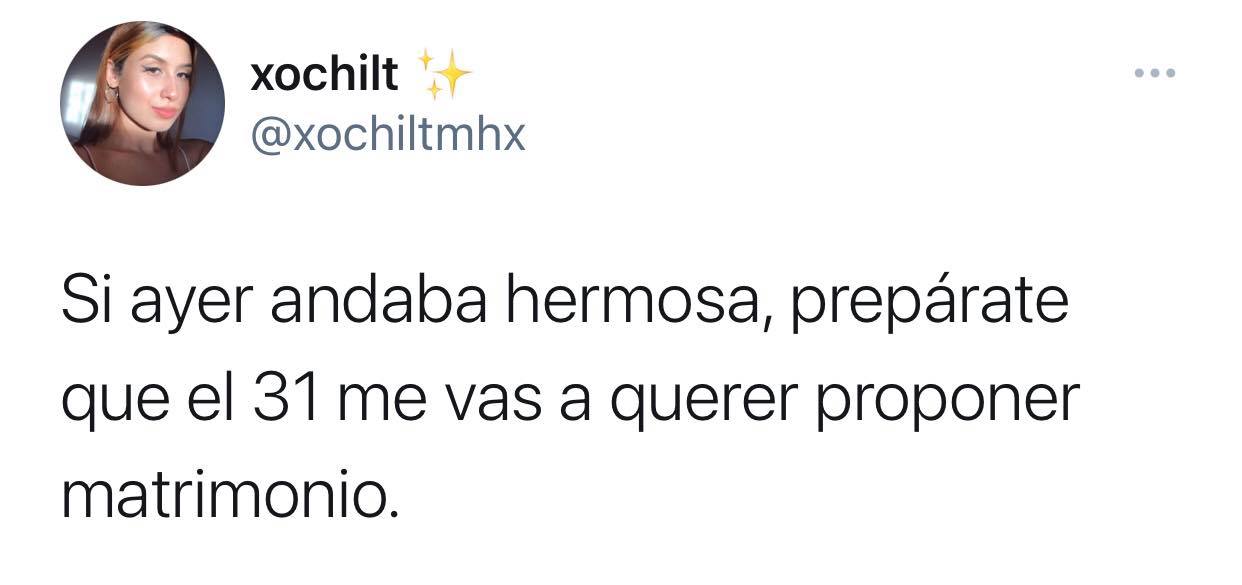 xochilt ✨
@xochiltmhx
Si ayer andaba hermosa, prepárate
que el 31 me vas a querer proponer
matrimonio.